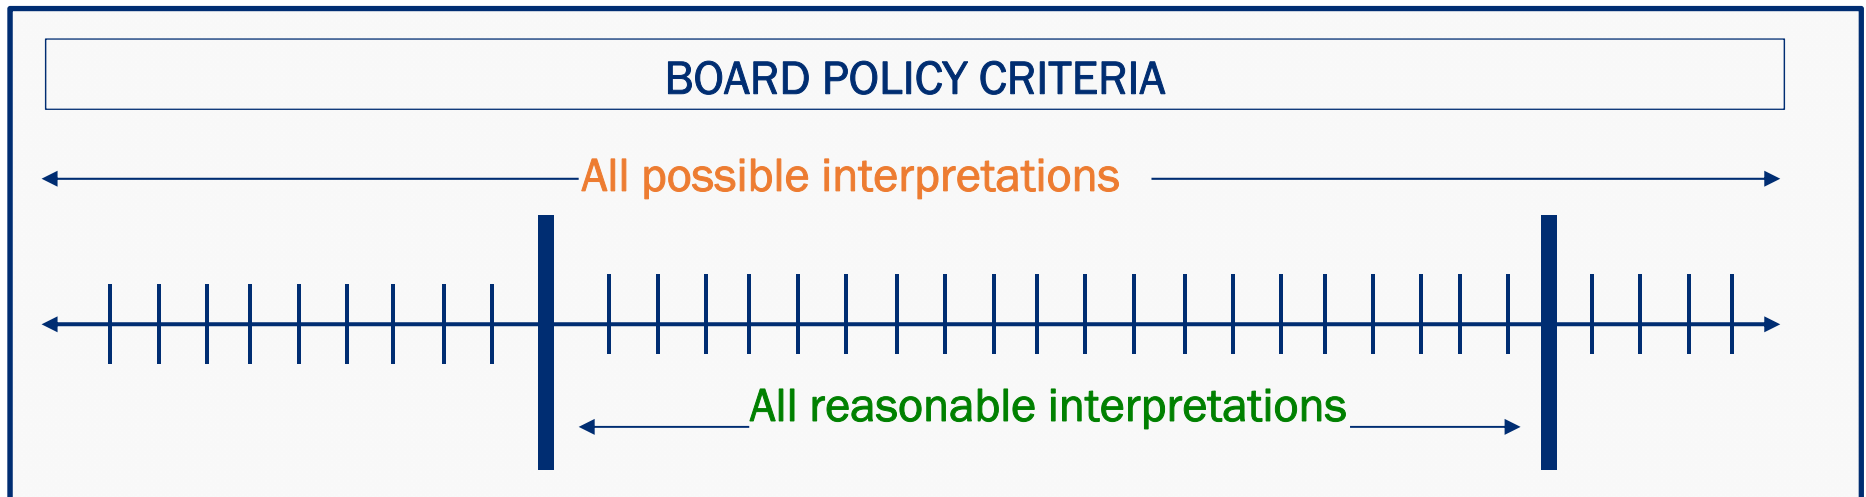 BOARD POLICY CRITERIA
All possible interpretations
All reasonable interpretations